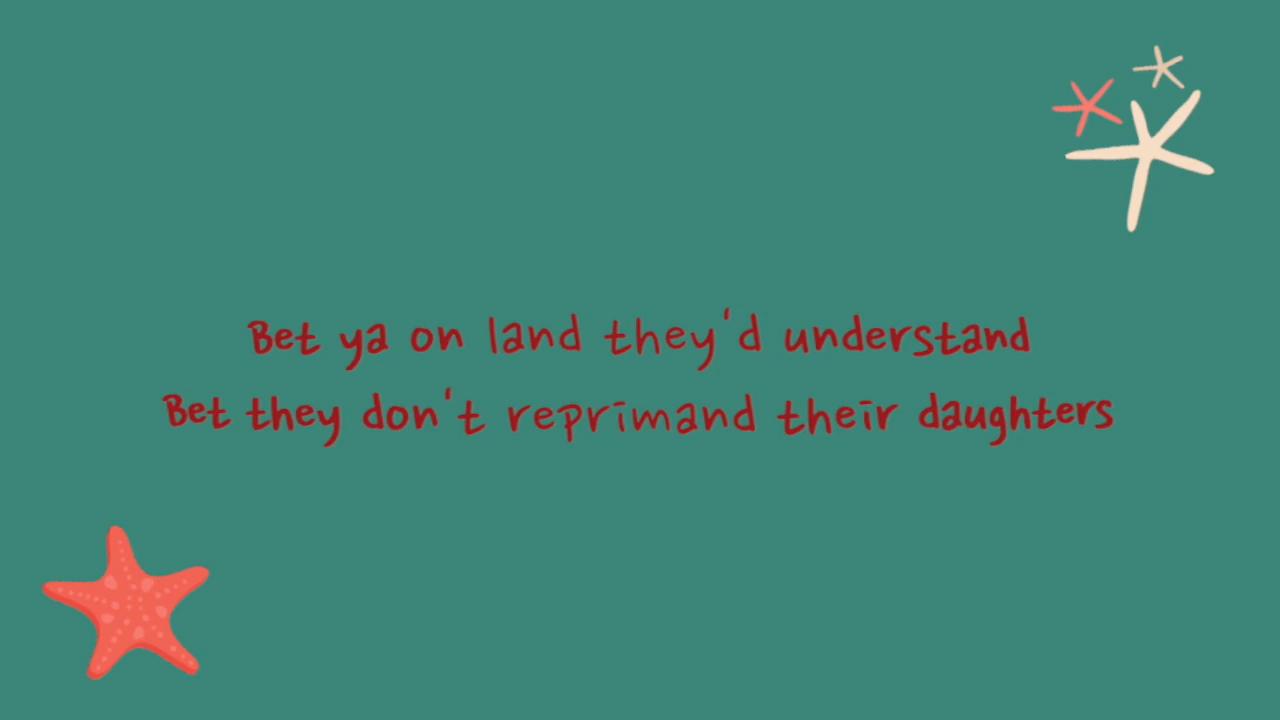 Bet ya on land they'd understand
Bet they don't reprimand their daughters